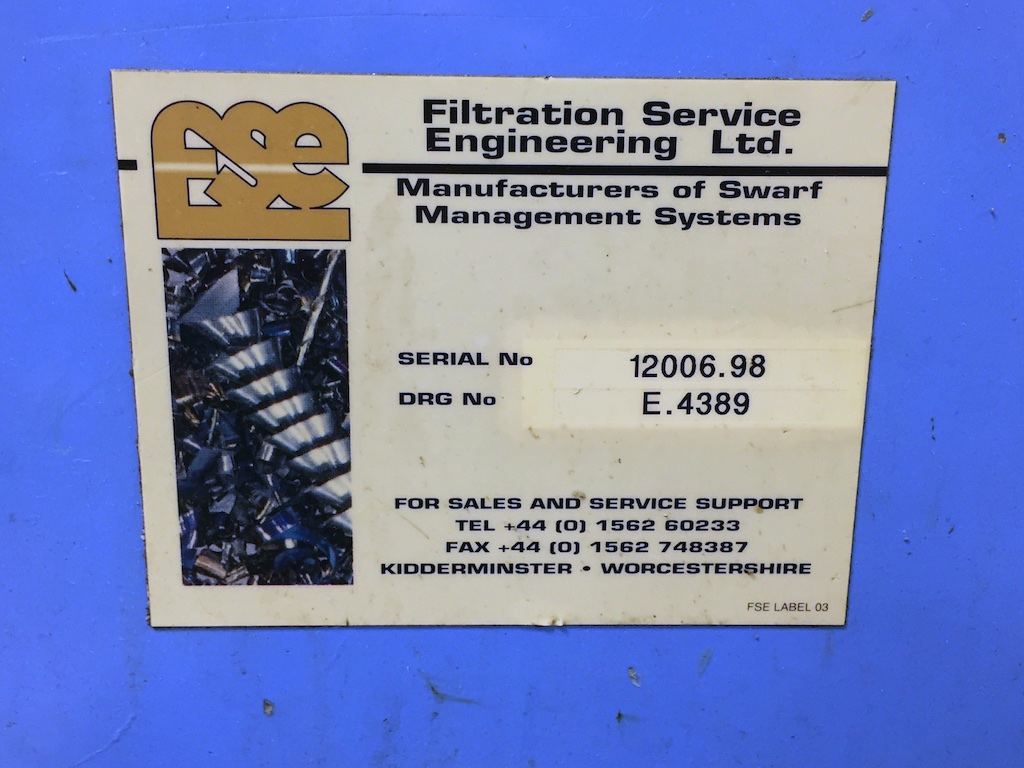 Fse
Filtration Service
Engineering Ltd.
Manufacturers of Swarf
Management Systems
SERIAL No 12006.98
DRG No E.4389
FOR SALES AND SERVICE SUPPORT
TEL +44 (0) 1562 60233
FAX +44 (0) 1562 748387
KIDDERMINSTER • WORCESTERSHIRE
FSE LABEL 03